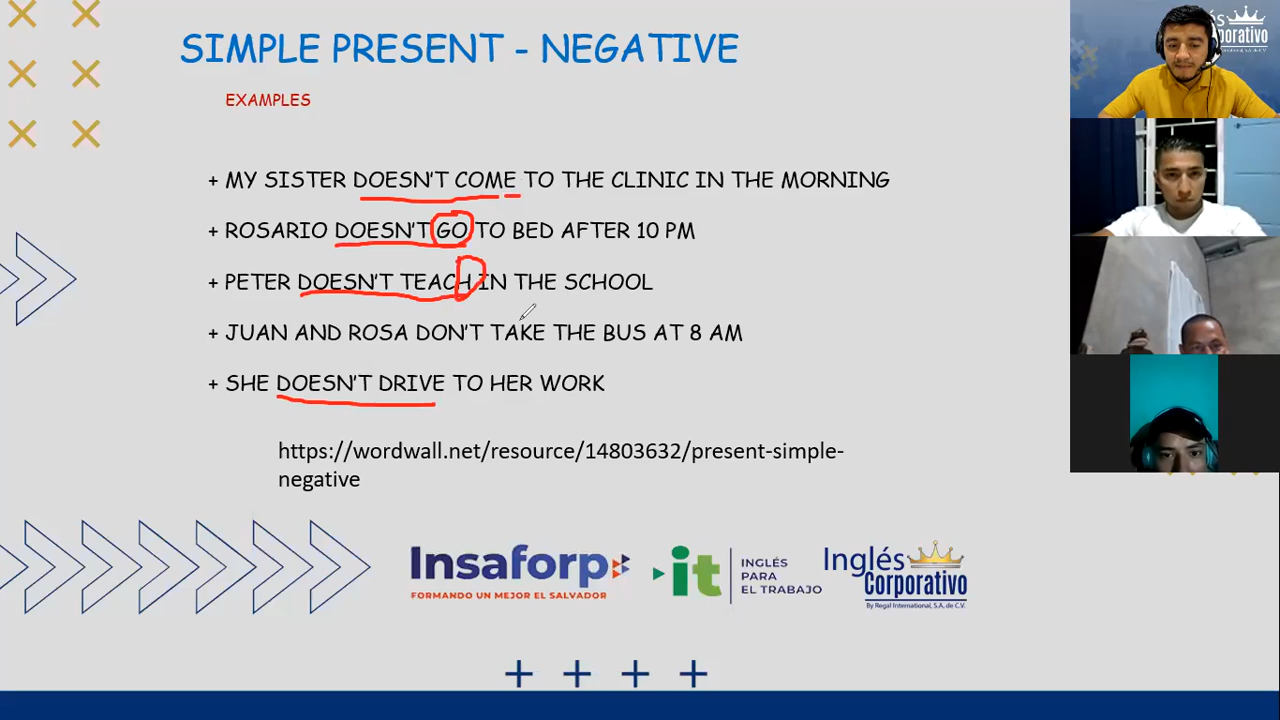 SIMPLE PRESENT - NEGATIVE
EXAMPLES
+ MY SISTER DOESN'T COME TO THE CLINIC IN THE MORNING
+ ROSARIO DOESN'T GO TO BED AFTER 10 PM
+ PETER DOESN'T TEACH IN THE SCHOOL
+ JUAN AND ROSA DON'T TAKE THE BUS AT 8 AM
+ SHE DOESN'T DRIVE TO HER WORK
https://wordwall.net/resource/14803632/present-simple-
negative
Insaforp
FORMANDO UN MEJOR EL SALVADOR
it
INGLÉS
PARA
EL TRABAJO
Inglés
Corporativo
By Regal International, S.A. de C.V.